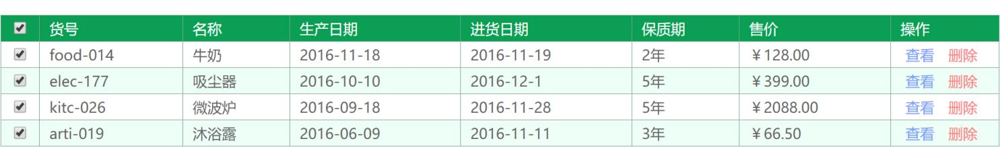 货号 名称 生产日期 进货日期 保质期 售价 操作
food-014 牛奶 2016-11-18 2016-11-19 2年 ￥128.00 查看 删除
elec-177 吸尘器 2016-10-10 2016-12-1 5年 ￥399.00 查看 删除
kitc-026 微波炉 2016-09-18 2016-11-28 5年 ￥2088.00 查看 删除
arti-019 沐浴露 2016-06-09 2016-11-11 3年 ￥66.50 查看 删除